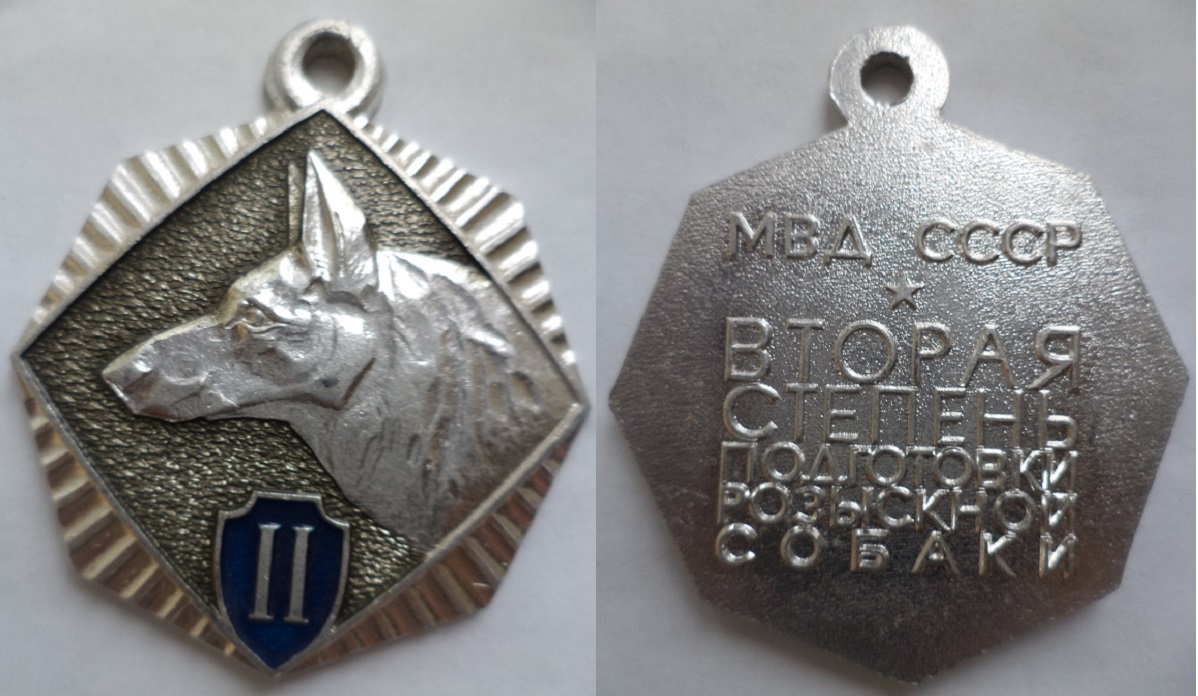 II
МВД СССР
ВТОРАЯ
СТЕПЕНЬ
ПОДГОТОВКИ
РОЗЫСКНОЙ
СОБАКИ